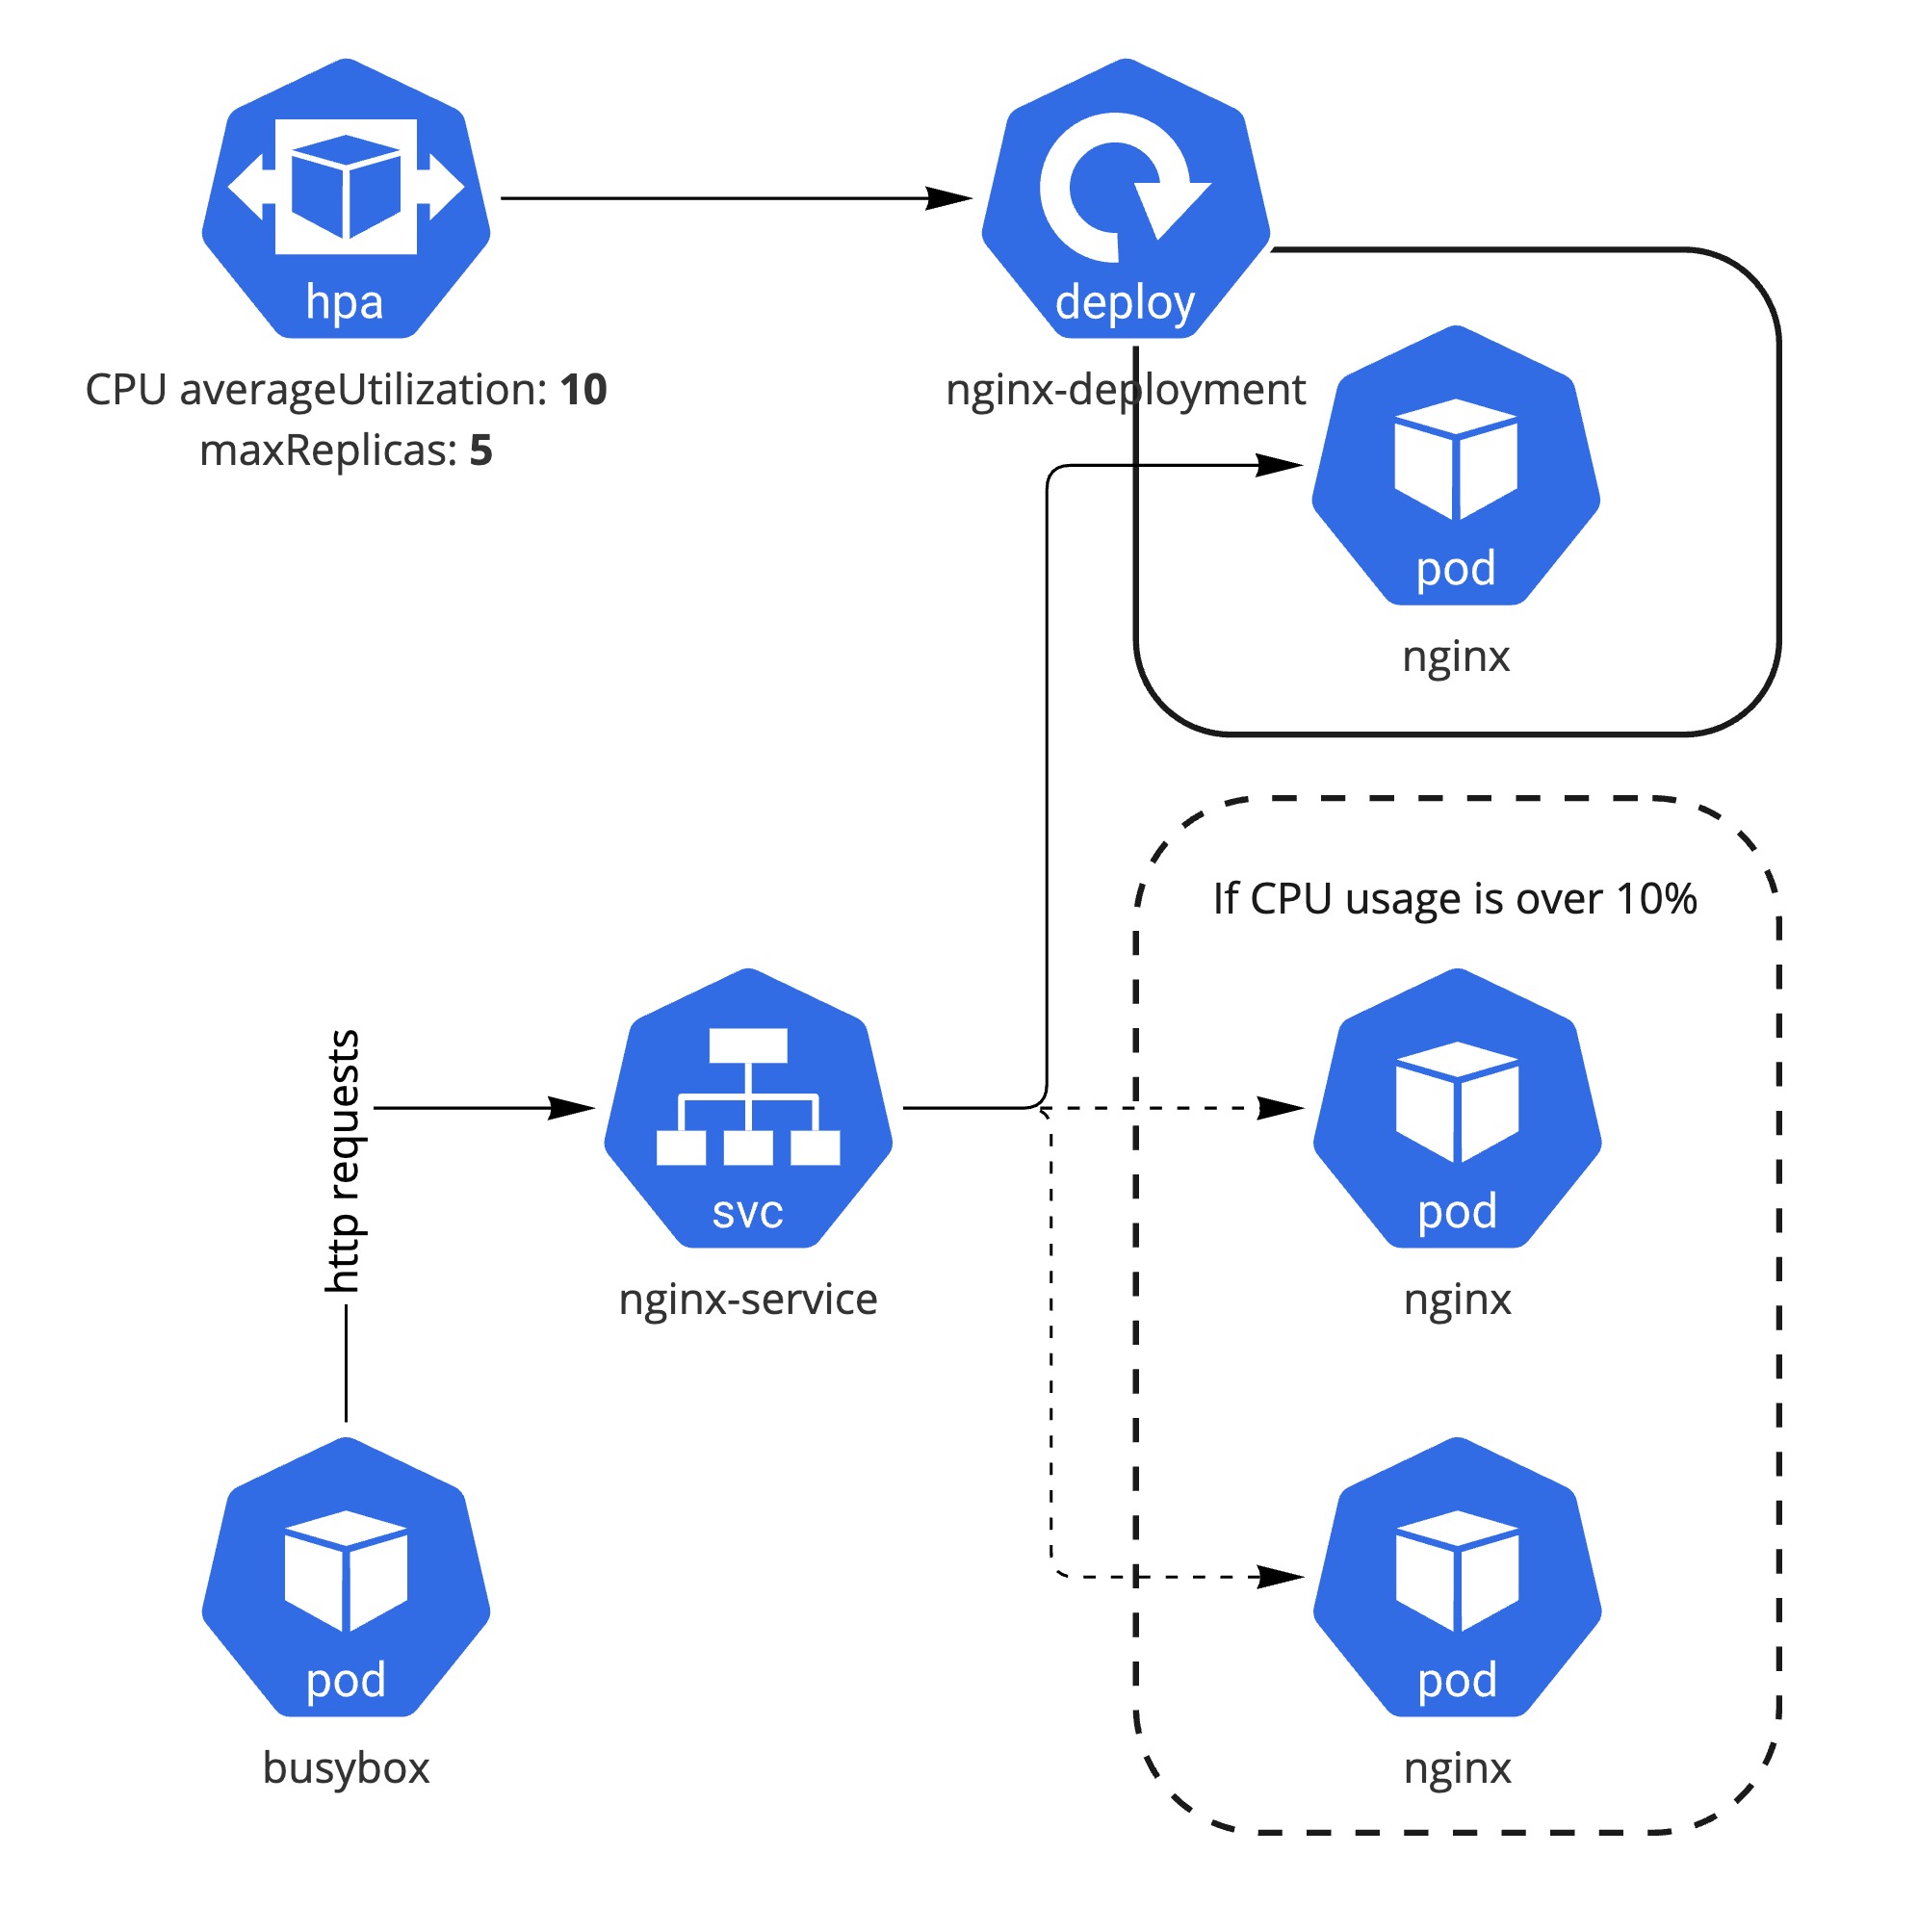 hpa
CPU averageUtilization: 10
maxReplicas: 5
deploy
nginx-deployment
pod
nginx
If CPU usage is over 10%
http requests
svc
nginx-service
pod
nginx
pod
busybox
pod
nginx